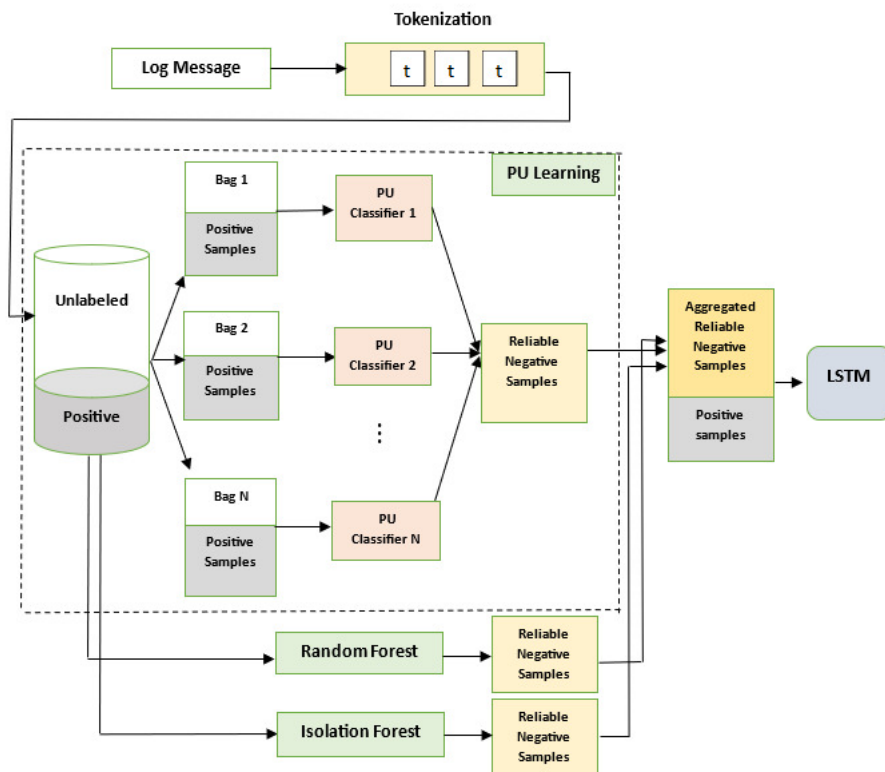 Tokenization
Log Message
t t t
PU Learning
Bag 1
Positive
Samples
PU
Classifier 1
Unlabeled
Positive
Bag 2
Positive
Samples
PU
Classifier 2
Reliable
Negative
Samples
Aggregated
Reliable
Negative
Samples
Positive
samples
LSTM
⋮
Bag N
Positive
Samples
PU
Classifier N
Random Forest
Reliable
Negative
Samples
Isolation Forest
Reliable
Negative
Samples